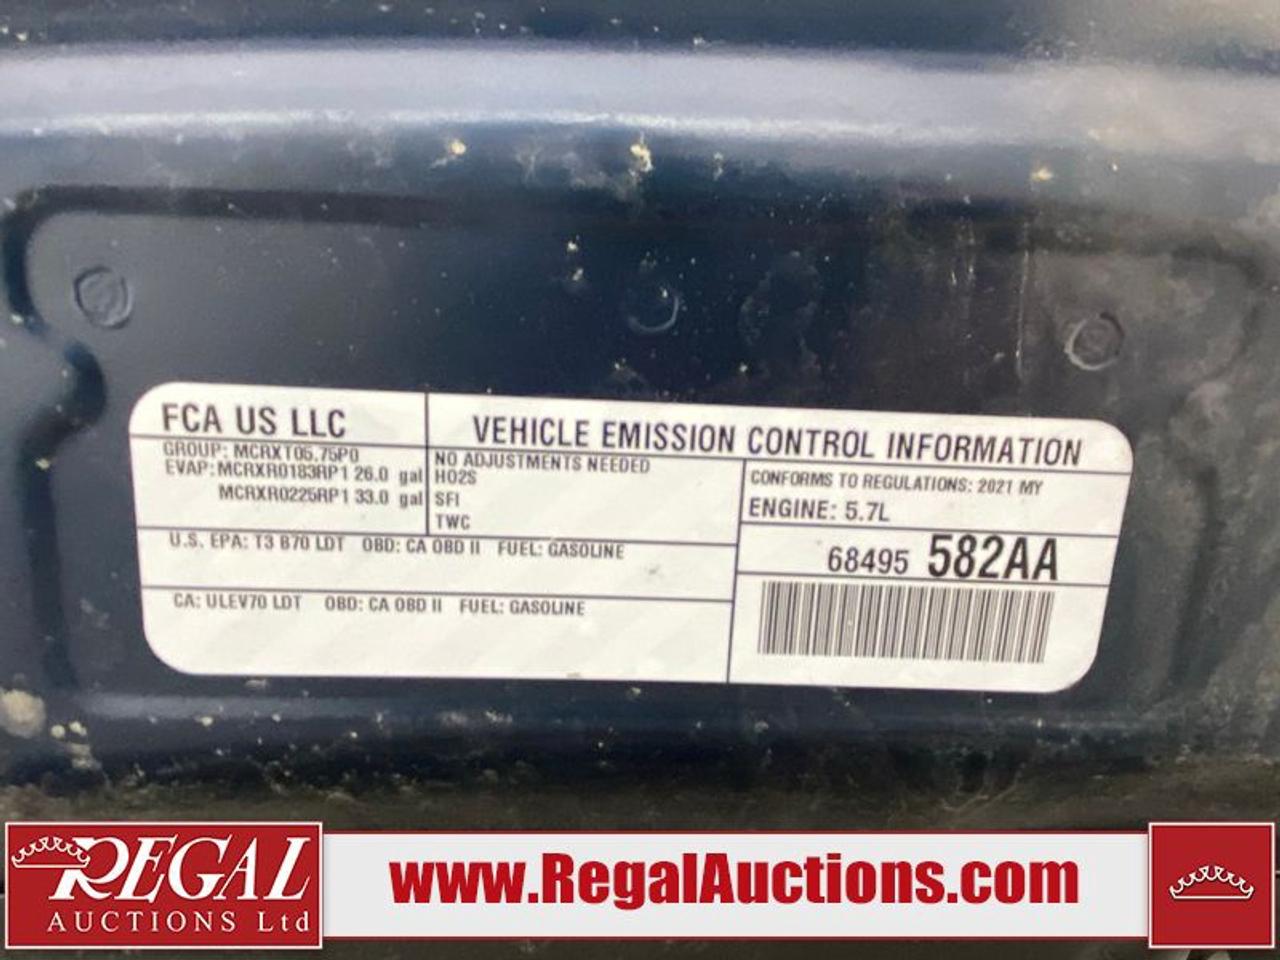 FCA US LLC
VEHICLE EMISSION CONTROL INFORMATION
GROUP: MCRXT05.75P0
EVAP: MCRXR0183RP1 26.0 gal
MCRXR0225RP1 33.0 gal
NO ADJUSTMENTS NEEDED
HO2S
SFI
TWC
CONFORMS TO REGULATIONS: 2021 MY
ENGINE: 5.7L
U.S. EPA: T3 B70 LDT OBD: CA OBD II FUEL: GASOLINE
68495 582AA
CA: ULEV70 LDT OBD: CA OBD II FUEL: GASOLINE
REGAL
AUCTIONS Ltd
www.RegalAuctions.com